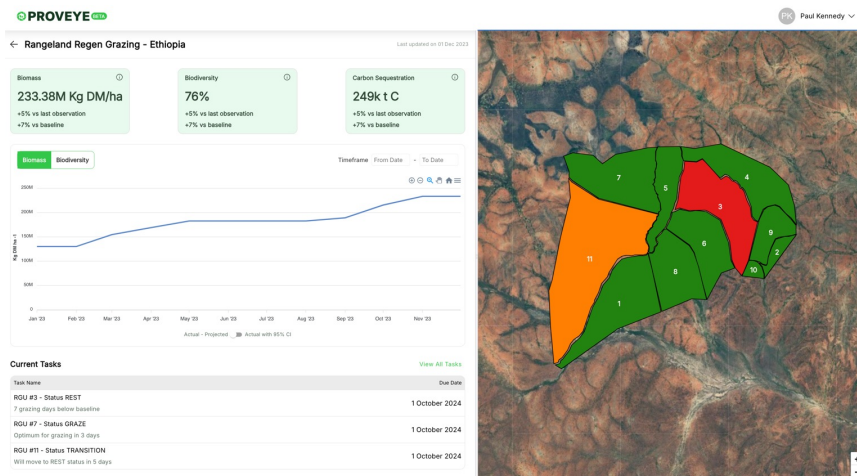 PROVEYE BETA
PK Paul Kennedy
Rangeland Regen Grazing - Ethiopia
Last updated on 01 Dec 2023
Biomass
233.38M Kg DM/ha
+5% vs last observation
+7% vs baseline
Biodiversity
76%
+5% vs last observation
+7% vs baseline
Carbon Sequestration
249k t C
+5% vs last observation
+7% vs baseline
Biomass Biodiversity
Timeframe From Date - To Date
250M
200M
150M
100M
50M
0
Kg DM ha -1
Jan '23 Feb '23 Mar '23 Apr '23 May '23 Jun '23 Jul '23 Aug '23 Sep '23 Oct '23 Nov '23
Actual - Projected Actual with 95% CI
Current Tasks
View All Tasks
Task Name Due Date
RGU #3 - Status REST
7 grazing days below baseline
1 October 2024
RGU #7 - Status GRAZE
Optimum for grazing in 3 days
1 October 2024
RGU #11 - Status TRANSITION
Will move to REST status in 5 days
1 October 2024
7
4
5
3
9
6
2
11
10
8
1